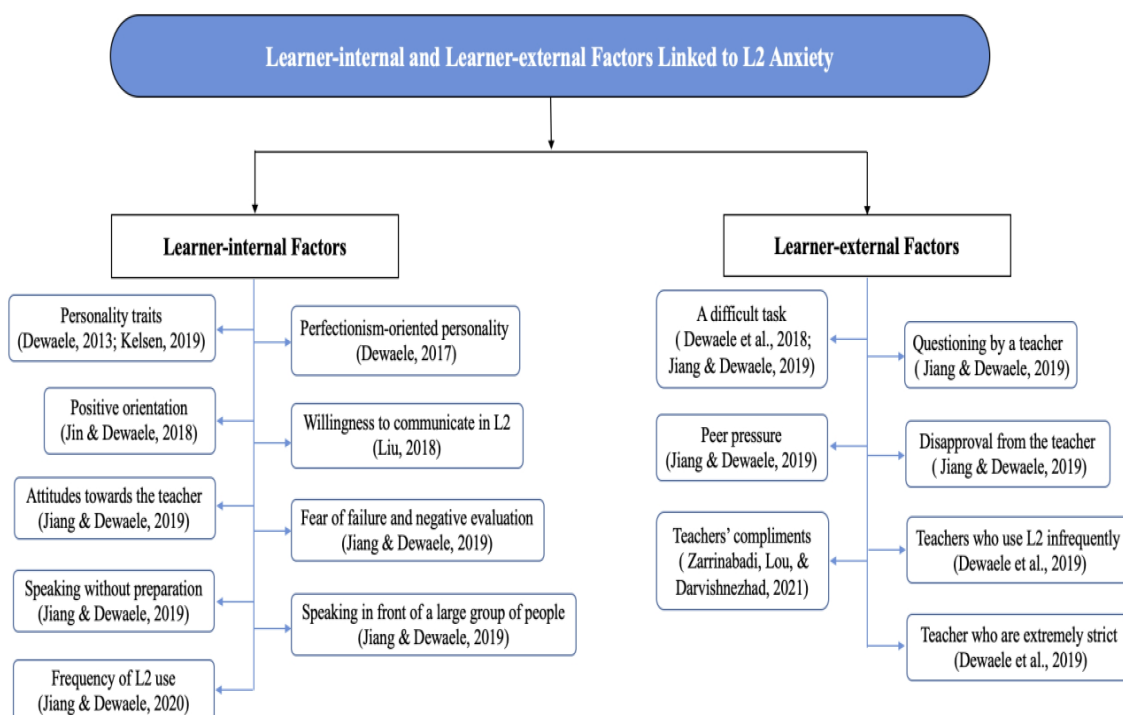 Learner-internal and Learner-external Factors Linked to L2 Anxiety
Learner-internal Factors
Personality traits
(Dewaele, 2013; Kelsen, 2019)
Perfectionism-oriented personality
(Dewaele, 2017)
Positive orientation
(Jin & Dewaele, 2018)
Willingness to communicate in L2
(Liu, 2018)
Attitudes towards the teacher
(Jiang & Dewaele, 2019)
Fear of failure and negative evaluation
(Jiang & Dewaele, 2019)
Speaking without preparation
(Jiang & Dewaele, 2019)
Speaking in front of a large group of people
(Jiang & Dewaele, 2019)
Frequency of L2 use
(Jiang & Dewaele, 2020)
Learner-external Factors
A difficult task
( Dewaele et al., 2018;
Jiang & Dewaele, 2019)
Questioning by a teacher
( Jiang & Dewaele, 2019)
Peer pressure
(Jiang & Dewaele, 2019)
Disapproval from the teacher
( Jiang & Dewaele, 2019)
Teachers’ compliments
( Zarrinabadi, Lou, &
Darvishnezhad, 2021)
Teachers who use L2 infrequently
(Dewaele et al., 2019)
Teacher who are extremely strict
(Dewaele et al., 2019)